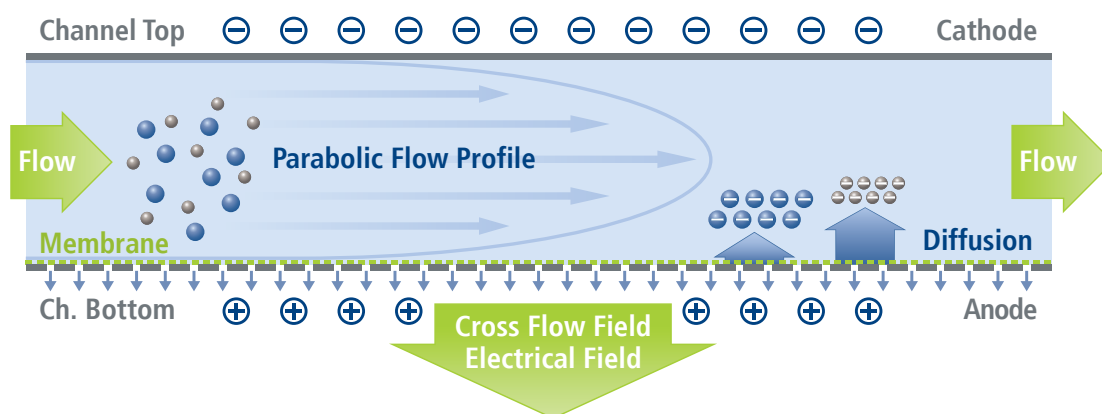 Channel Top
Cathode
Flow
Parabolic Flow Profile
Flow
Membrane
Diffusion
Ch. Bottom
Anode
Cross Flow Field
Electrical Field